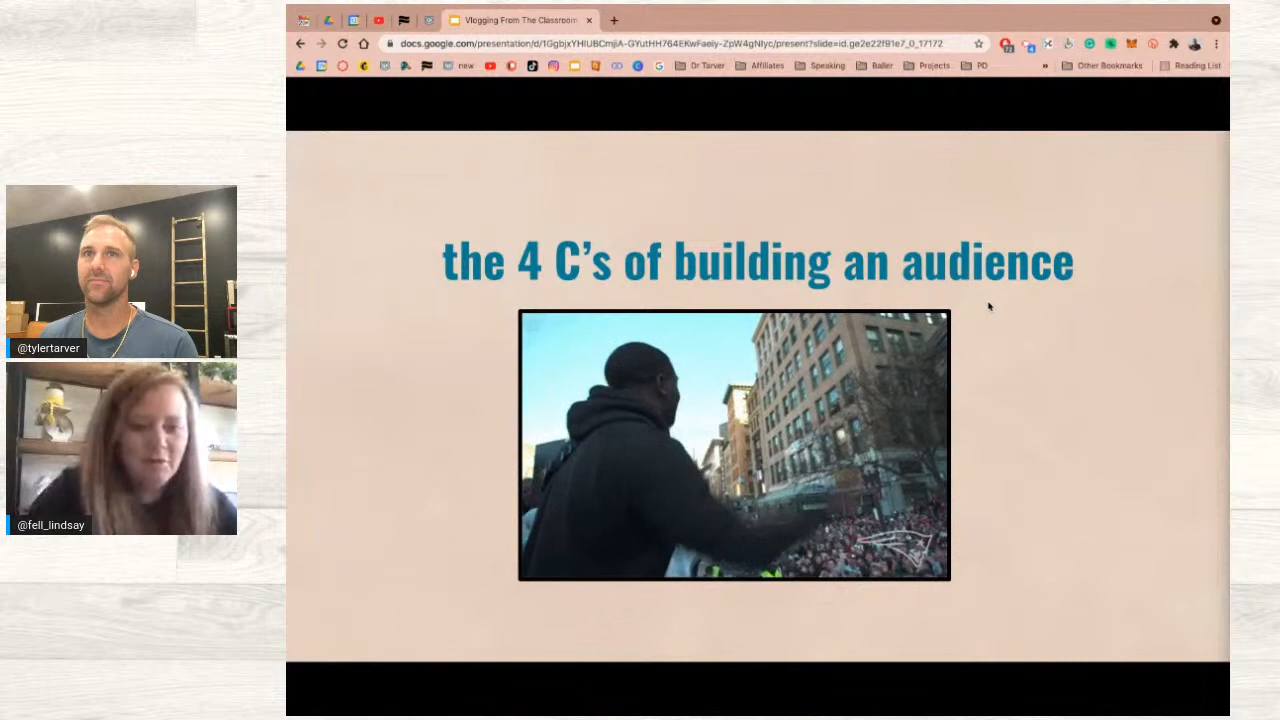 Vlogging From The Classroom
docs.google.com/presentation/d/1GgbjxYHIUBCmjiA-GYutHH764EKwFaeiy-ZpW4gNlyc/present?slide=id.ge2e22f91e7_0_17172
new
Dr Tarver
Affiliates
Speaking
Baller
Projects
PD
»
Other Bookmarks
Reading List
the 4 C's of building an audience
@tylertarver
@fell_lindsay